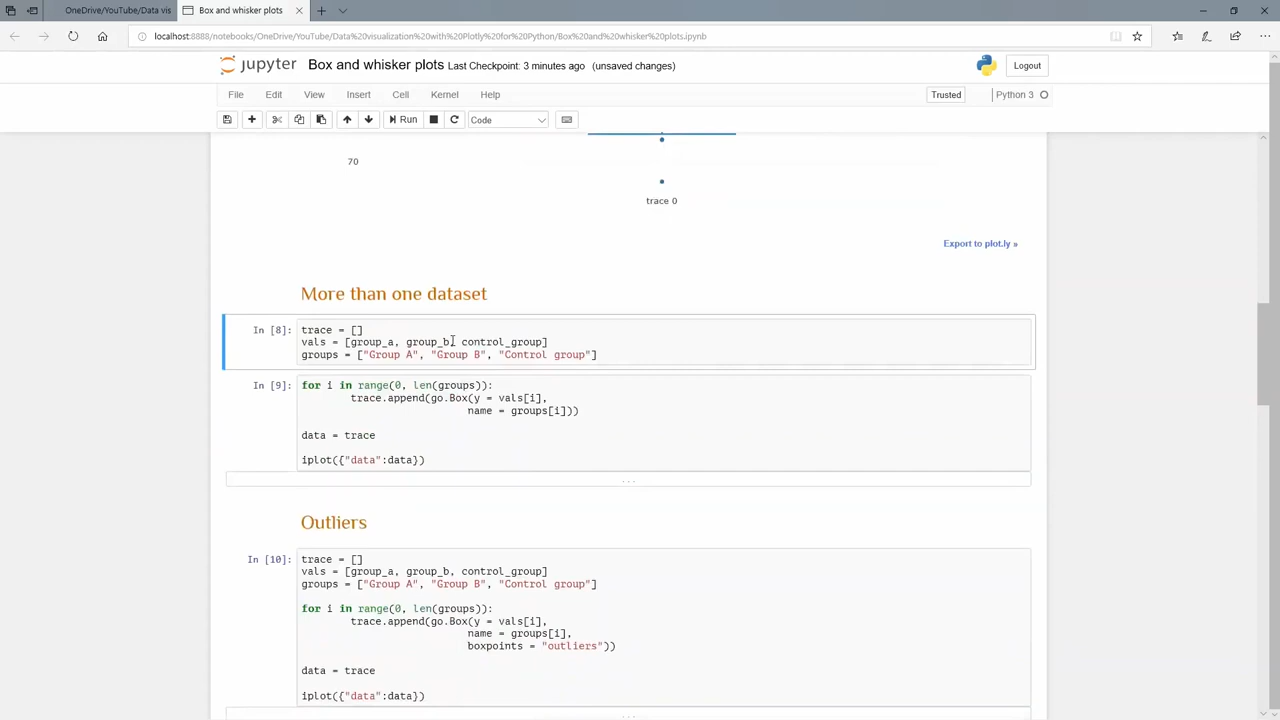 OneDrive/YouTube/Data vis
Box and whisker plots
localhost:8888/notebooks/OneDrive/YouTube/Data%20visualization%20with%20Plotly%20for%20Python/Box%20and%20whisker%20plots.ipynb
jupyter Box and whisker plots Last Checkpoint: 3 minutes ago (unsaved changes)
Logout
File Edit View Insert Cell Kernel Help
Trusted
Python 3
Run
Code
70
trace 0
Export to plot.ly »
More than one dataset
In [8]: trace = []
vals = [group_a, group_b, control_group]
groups = ["Group A", "Group B", "Control group"]
In [9]: for i in range(0, len(groups)):
trace.append(go.Box(y = vals[i],
name = groups[i]))
data = trace
iplot({"data":data})
...
Outliers
In [10]: trace = []
vals = [group_a, group_b, control_group]
groups = ["Group A", "Group B", "Control group"]
for i in range(0, len(groups)):
trace.append(go.Box(y = vals[i],
name = groups[i],
boxpoints = "outliers"))
data = trace
iplot({"data":data})
...